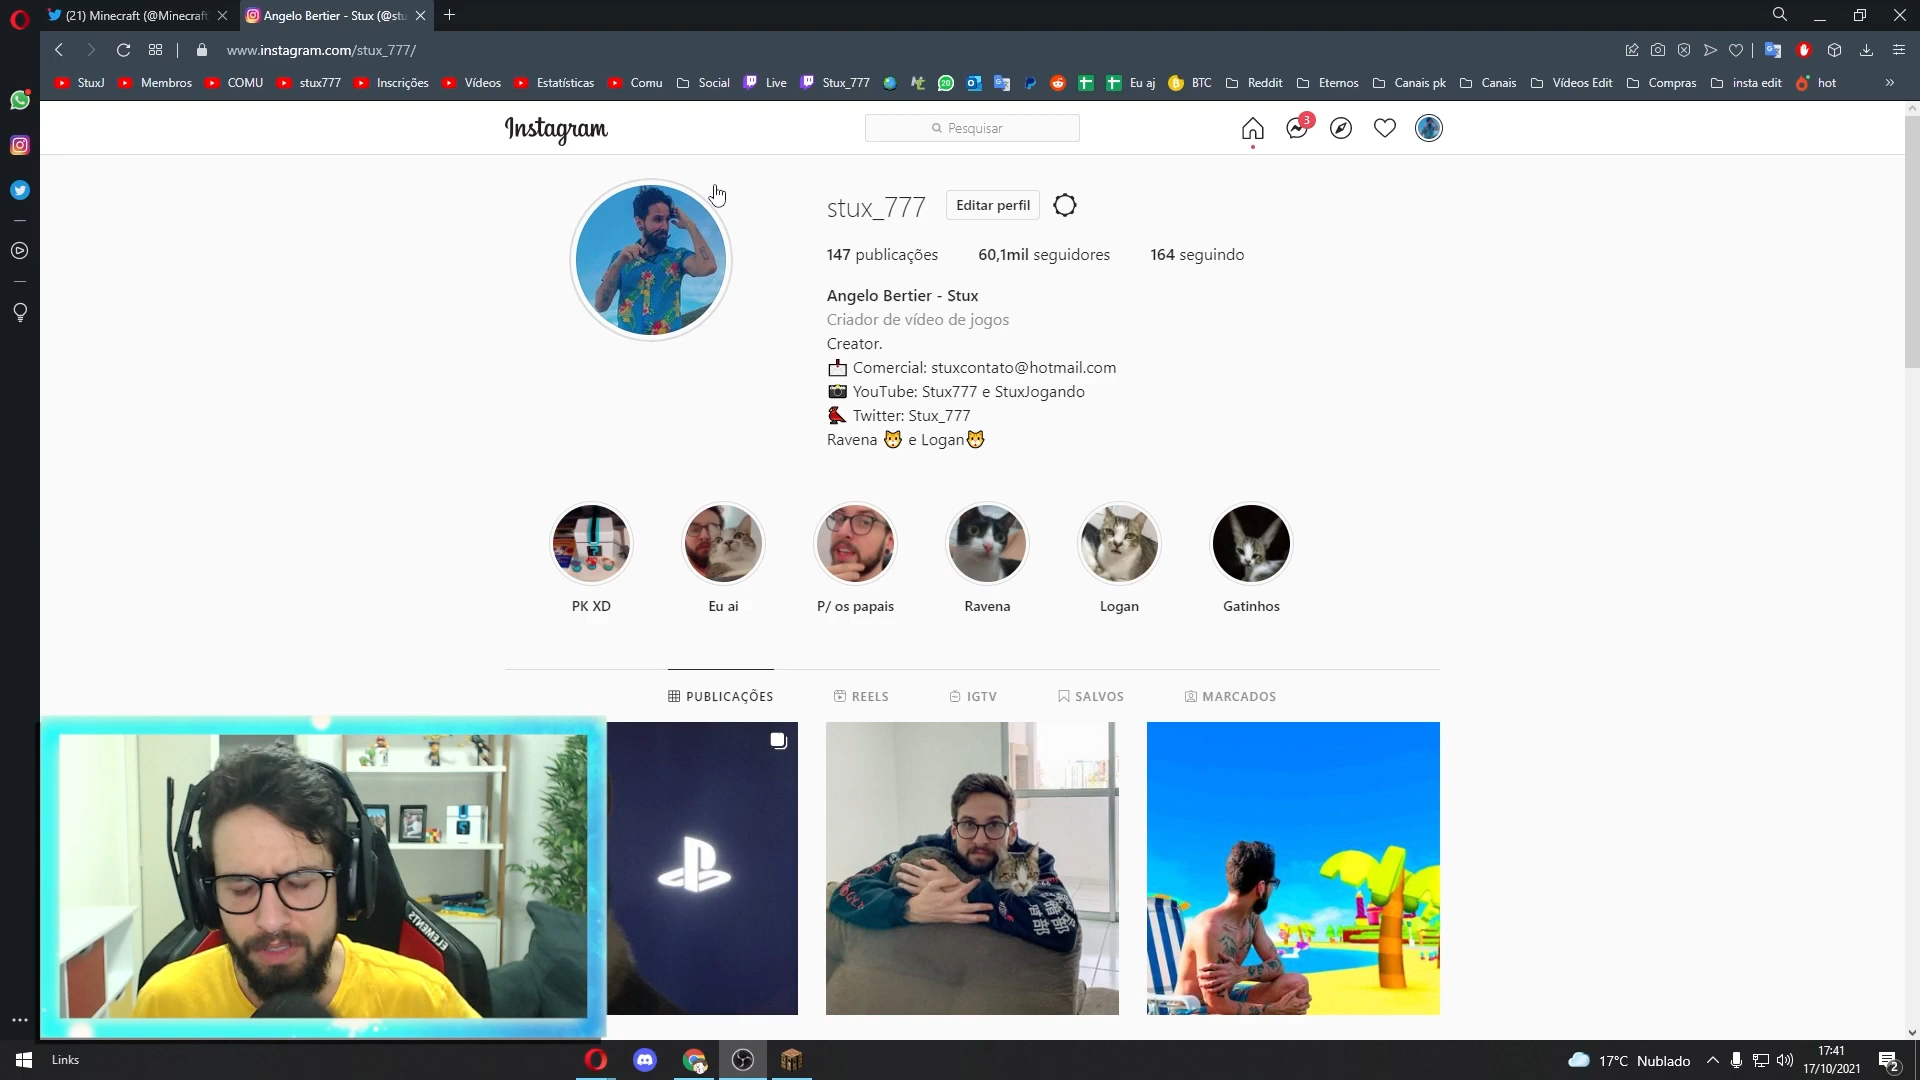 (21) Minecraft (@Minecraft
Angelo Bertier - Stux (@stu
www.instagram.com/stux_777/
StuxJ
Membros
COMU
stux777
Inscrições
Vídeos
Estatísticas
Comu
Social
Live
Stux_777
20
Eu aj
BTC
Reddit
Eternos
Canais pk
Canais
Vídeos Edit
Compras
insta edit
hot
Instagram
Pesquisar
3
stux_777
Editar perfil
147 publicações
60,1mil seguidores
164 seguindo
Angelo Bertier - Stux
Criador de vídeo de jogos
Creator.
Comercial: stuxcontato@hotmail.com
YouTube: Stux777 e StuxJogando
Twitter: Stux_777
Ravena 🐱 e Logan🐱
PK XD
Eu ai
P/ os papais
Ravena
Logan
Gatinhos
PUBLICAÇÕES
REELS
IGTV
SALVOS
MARCADOS
ELEMENTS
Links
17°C Nublado
17:41
17/10/2021
2